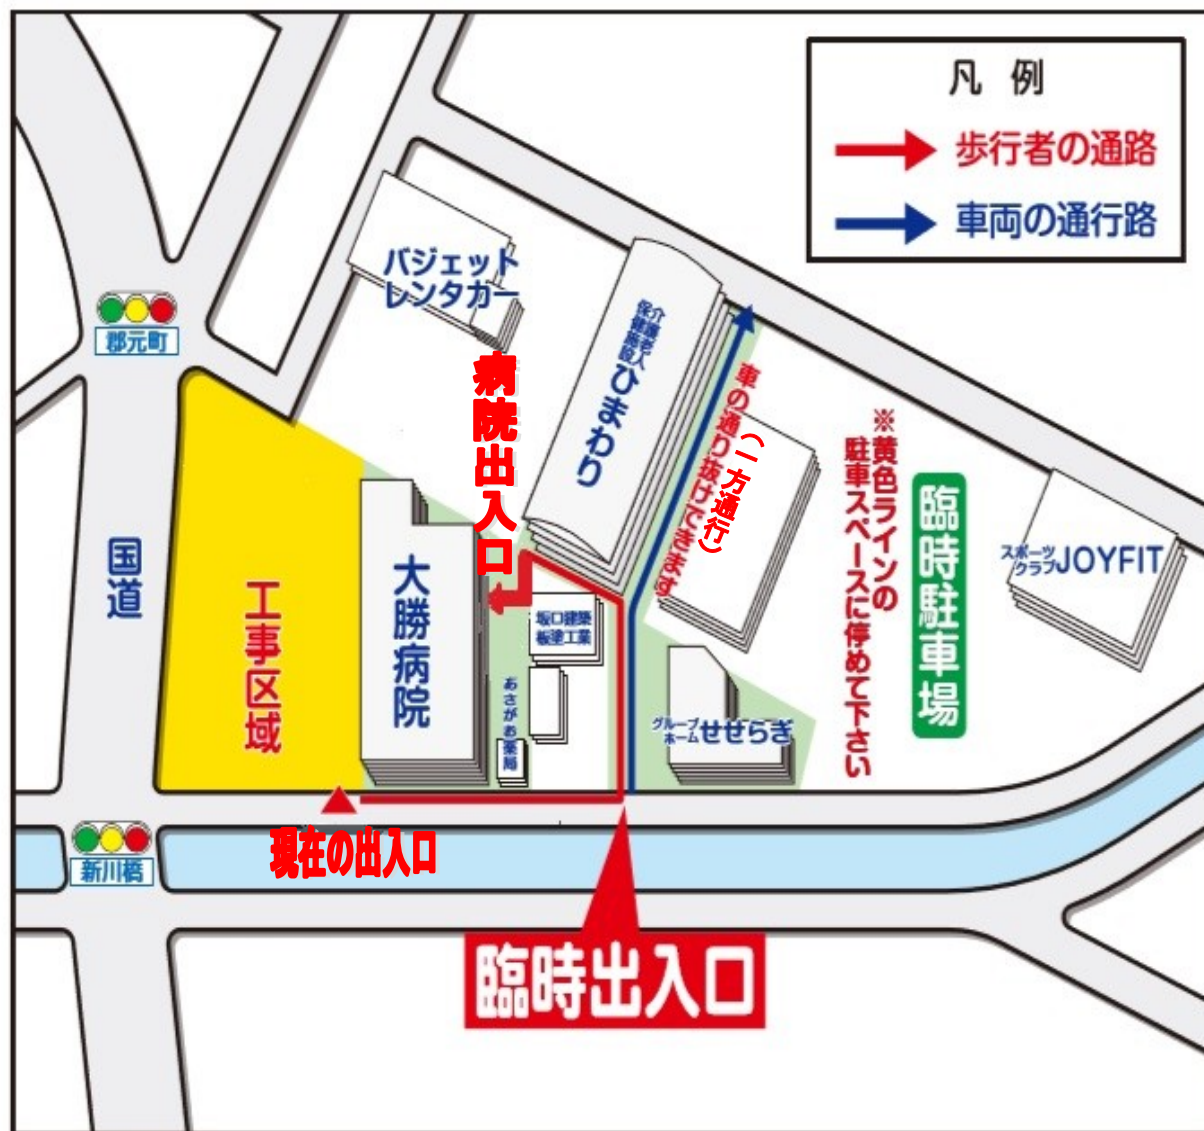 凡 例
歩行者の通路
車両の通行路
バジェット
レンタカー
郡元町
病院出入口
介護老人
保健施設
ひまわり
車の通り抜けできます
(一方通行)
※黄色ラインの
駐車スペースに停めて下さい
臨時駐車場
スポーツ
クラブJOYFIT
国道
工事区域
大勝病院
坂口建築
板塗工業
あさがお薬局
グループ
ホームせせらぎ
現在の出入口
新川橋
臨時出入口